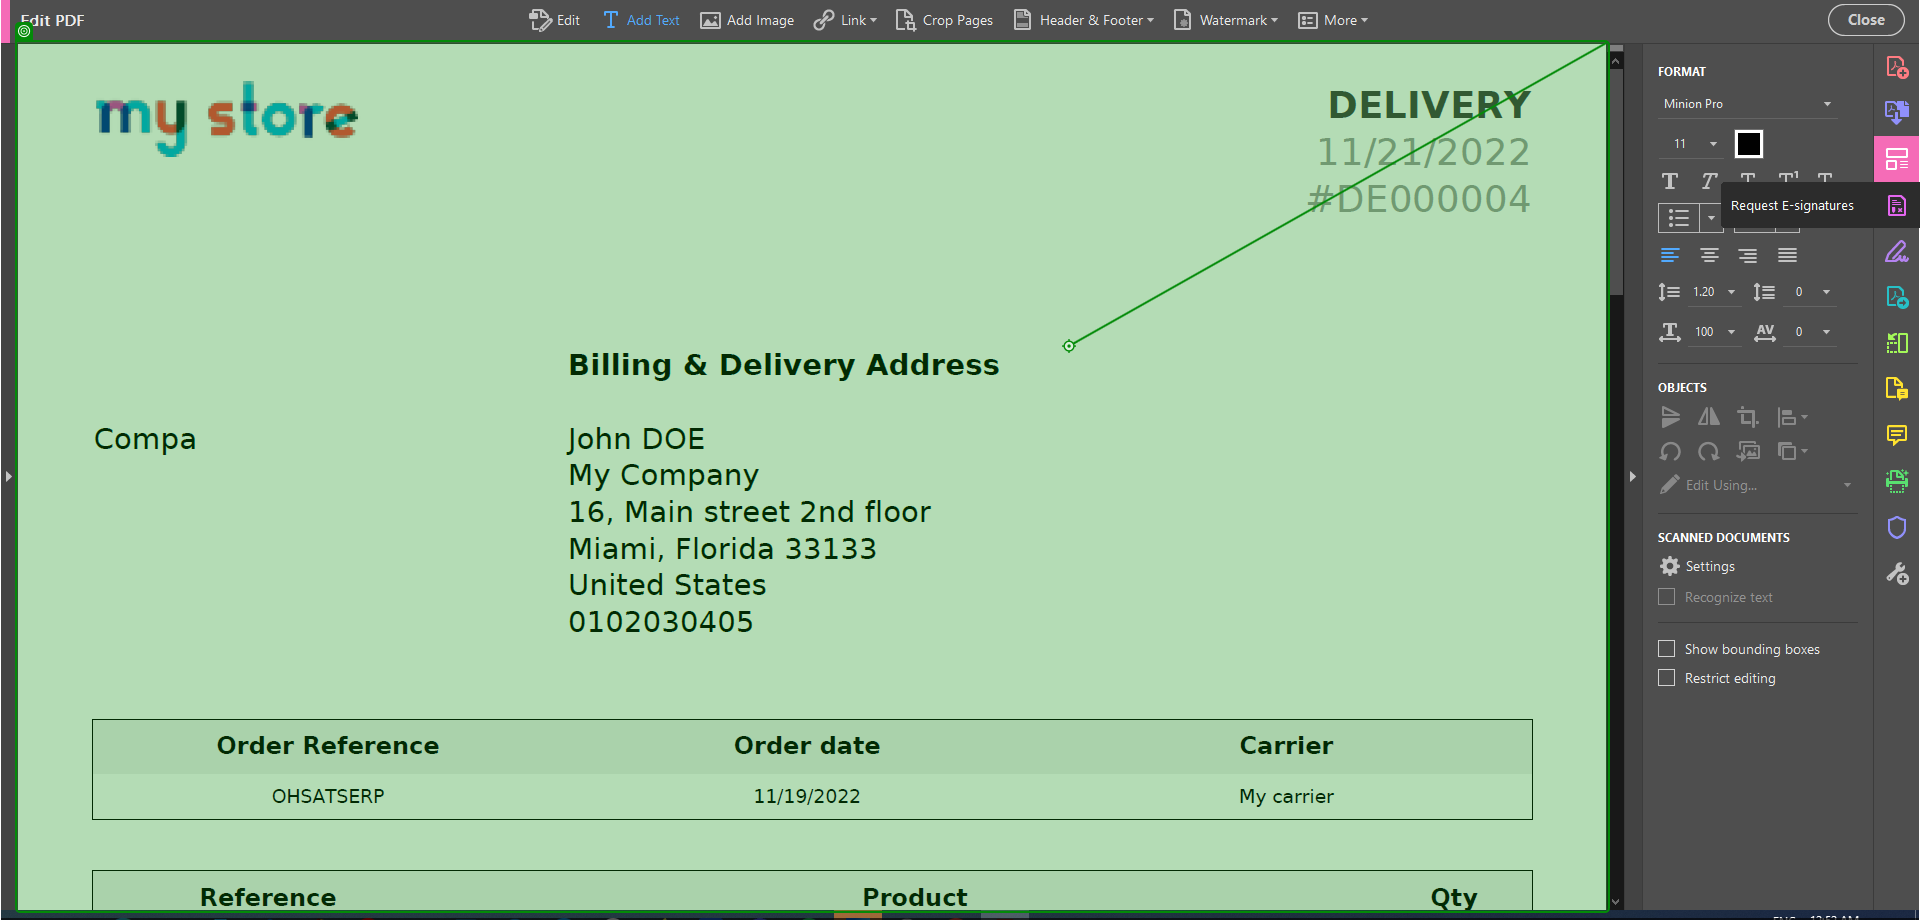 Edit PDF
Edit
Add Text
Add Image
Link
Crop Pages
Header & Footer
Watermark
More
Close
my store
DELIVERY
11/21/2022
#DE000004
Billing & Delivery Address
Compa
John DOE
My Company
16, Main street 2nd floor
Miami, Florida 33133
United States
0102030405
Order Reference Order date Carrier
OHSATSERP 11/19/2022 My carrier
Reference Product Qty
FORMAT
Minion Pro
11
Request E-signatures
1.20 0
100 AV 0
OBJECTS
Edit Using...
SCANNED DOCUMENTS
Settings
Recognize text
Show bounding boxes
Restrict editing